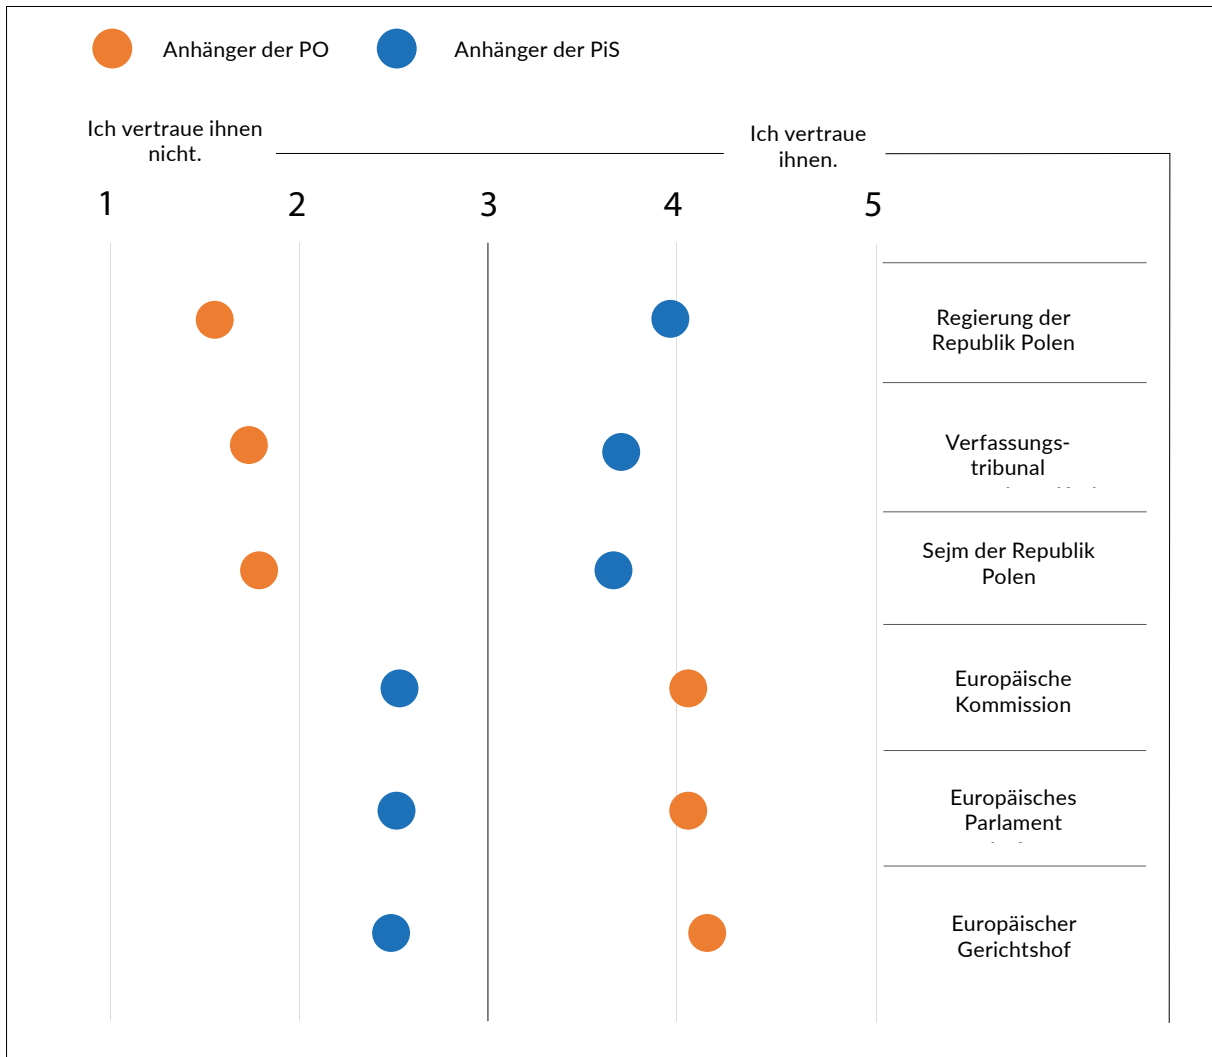 Anhänger der PO
Anhänger der PiS
Ich vertraue ihnen
nicht.
Ich vertraue
ihnen.
1
2
3
4
5
Regierung der
Republik Polen
Verfassungs-
tribunal
Sejm der Republik
Polen
Europäische
Kommission
Europäisches
Parlament
Europäischer
Gerichtshof